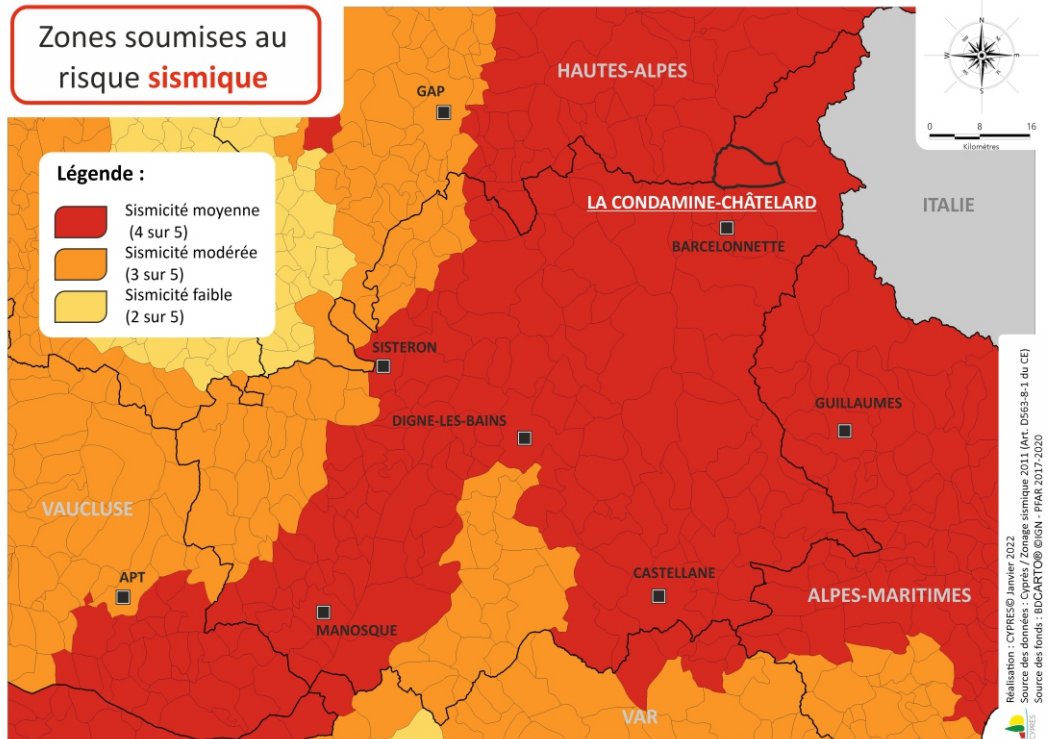 Zones soumises au
risque sismique
Légende :
Sismicité moyenne
(4 sur 5)
Sismicité modérée
(3 sur 5)
Sismicité faible
(2 sur 5)
HAUTES-ALPES
GAP
N
E
S
W
0 8 16
Kilomètres
LA CONDAMINE-CHÂTELARD
ITALIE
BARCELONNETTE
SISTERON
GUILLAUMES
DIGNE-LES-BAINS
VAUCLUSE
APT
CASTELLANE
ALPES-MARITIMES
MANOSQUE
VAR
Réalisation : CYPRES© Janvier 2022
Source des données : Cyprès / Zonage sismique 2011 (Art. D563-8-1 du CE)
Source des fonds : BDCARTO® ©IGN - PFAR 2017-2020
CYPRÈS